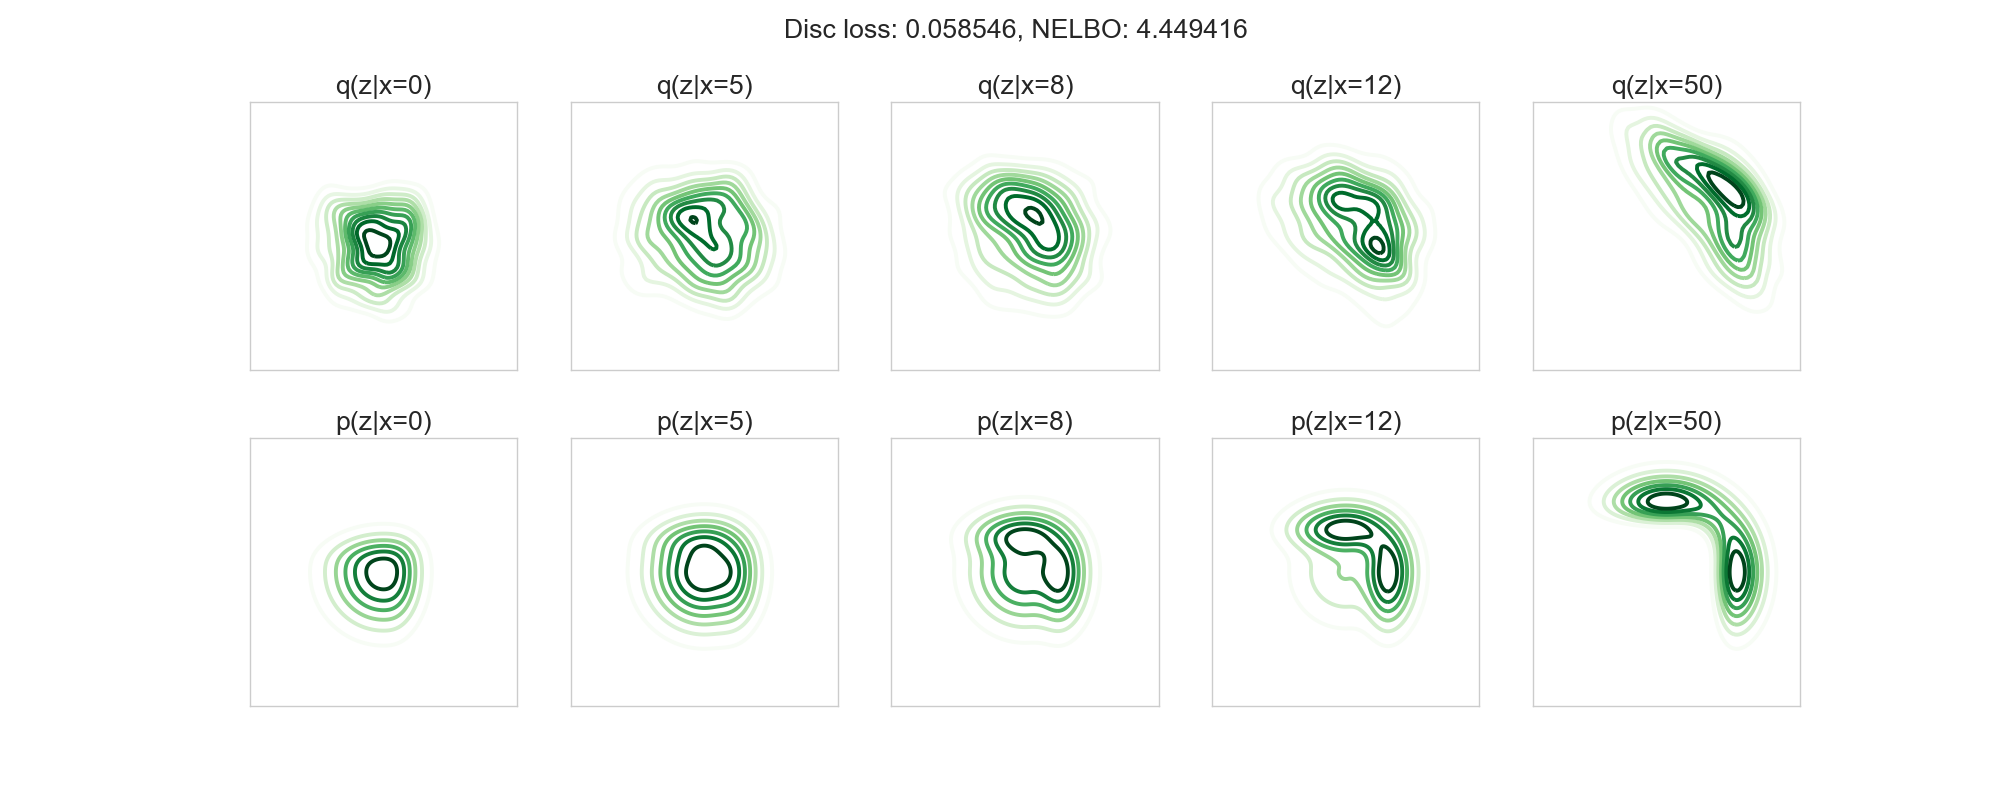 Disc loss: 0.058546, NELBO: 4.449416
q(z|x=0) q(z|x=5) q(z|x=8) q(z|x=12) q(z|x=50)
p(z|x=0) p(z|x=5) p(z|x=8) p(z|x=12) p(z|x=50)